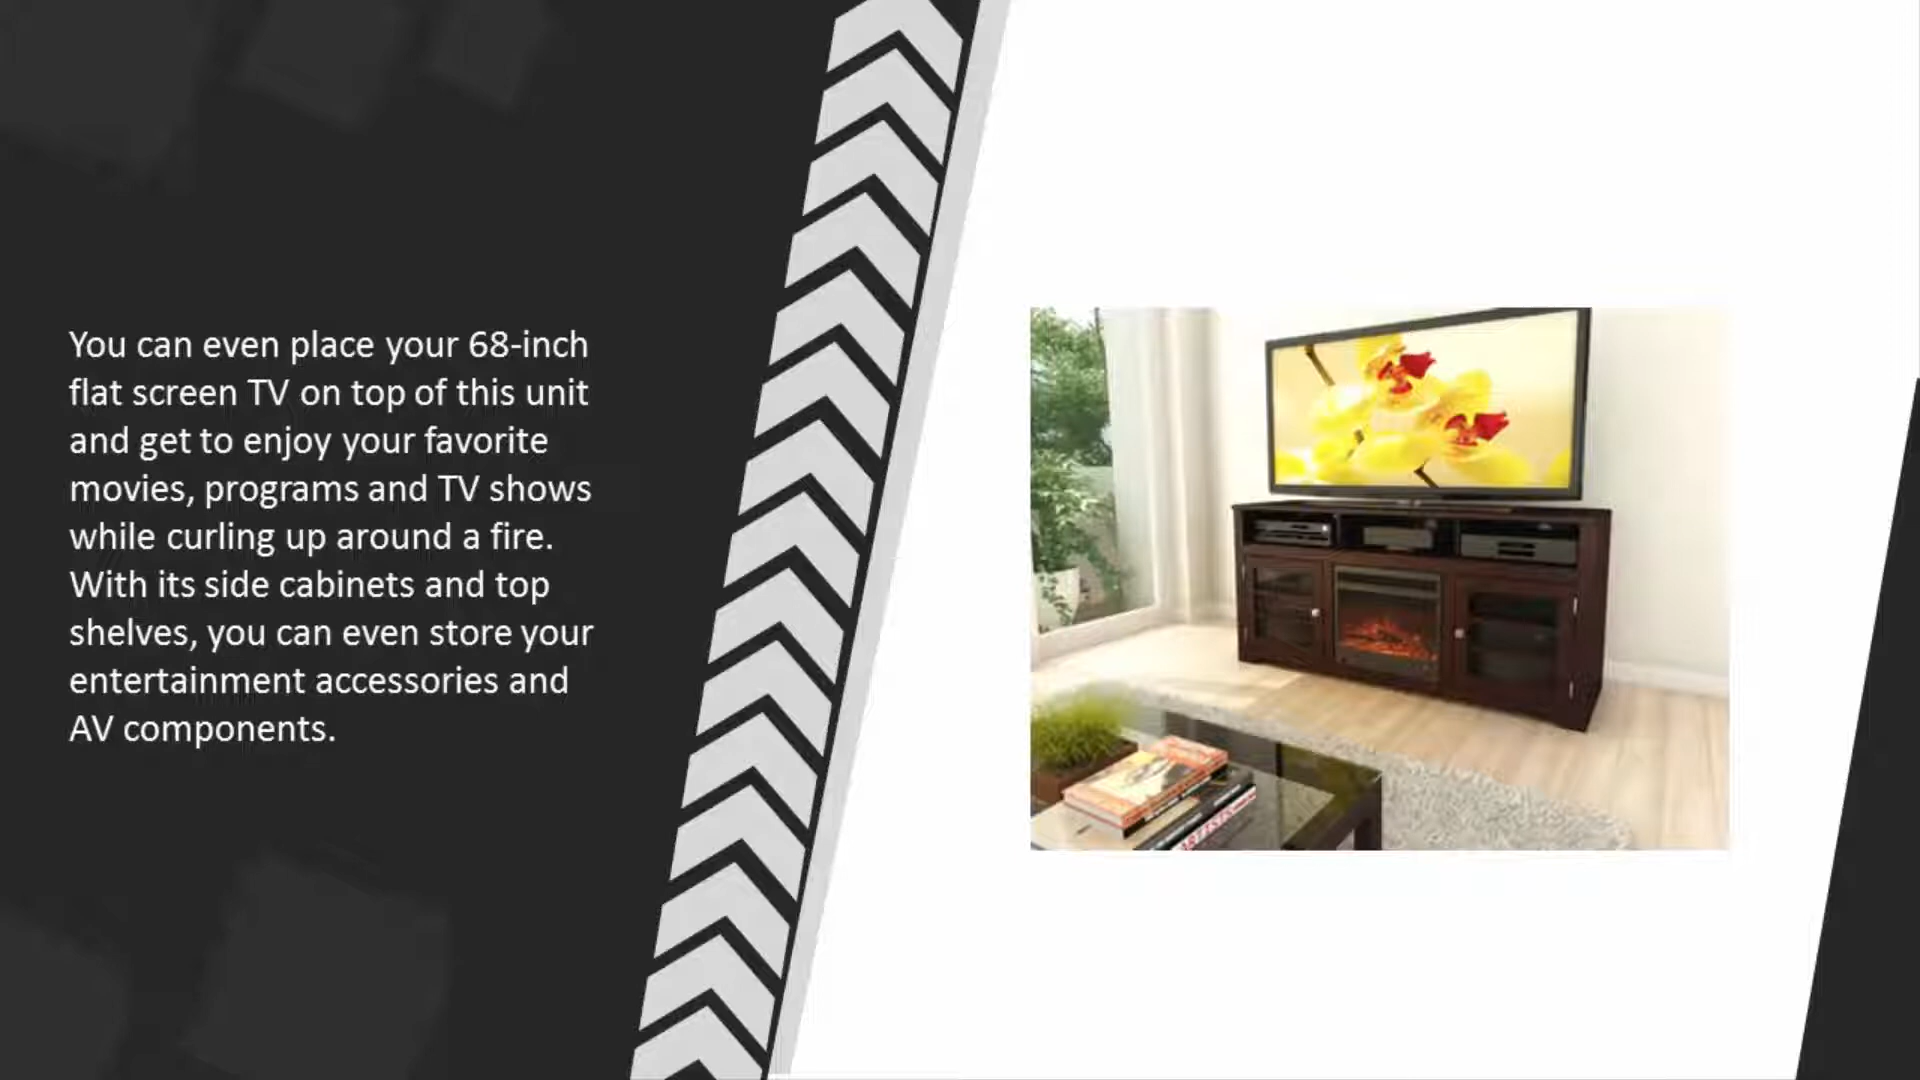 You can even place your 68-inch
flat screen TV on top of this unit
and get to enjoy your favorite
movies, programs and TV shows
while curling up around a fire.
With its side cabinets and top
shelves, you can even store your
entertainment accessories and
AV components.